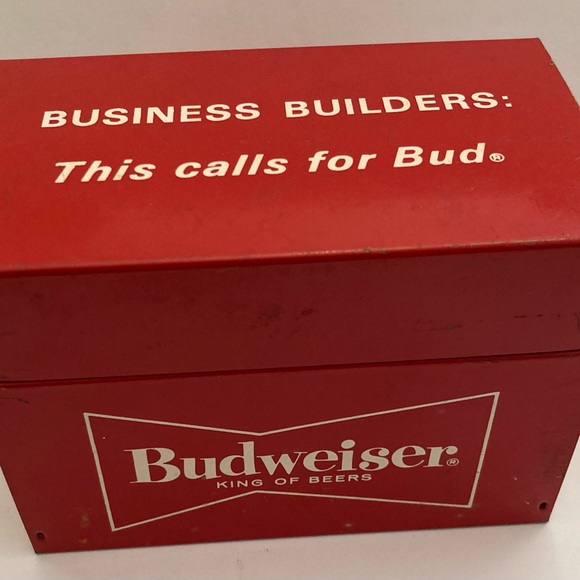 BUSINESS BUILDERS:
This calls for Bud®
Budweiser®
KING OF BEERS